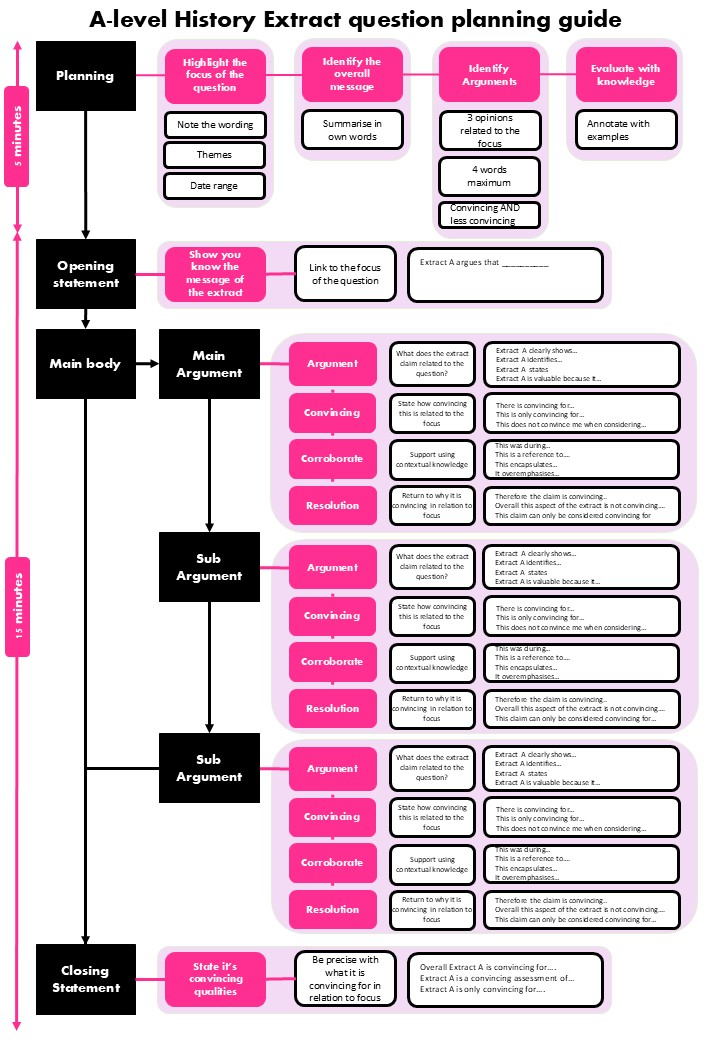 A-level History Extract question planning guide
5 minutes
Planning
Highlight the
focus of the
question
Note the wording
Themes
Date range
Identify the
overall
message
Summarise in
own words
Identify
Arguments
3 opinions
related to the
focus
4 words
maximum
Convincing AND
less convincing
Evaluate with
knowledge
Annotate with
examples
15 minutes
Opening
statement
Show you
know the
message of
the extract
Link to the focus
of the question
Extract A argues that __________
Main body
Main
Argument
Argument
What does the extract
claim related to the
question?
Extract A clearly shows...
Extract A identifies...
Extract A states
Extract A is valuable because it...
Convincing
State how convincing
this is related to the
focus
There is convincing for...
This is only convincing for...
This does not convince me when considering...
Corroborate
Support using
contextual knowledge
This was during...
This is a reference to....
This encapsulates...
It overemphasises...
Resolution
Return to why it is
convincing in relation to
focus
Therefore the claim is convincing..
Overall this aspect of the extract is not convincing....
This claim can only be considered convincing for
Sub
Argument
Argument
What does the extract
claim related to the
question?
Extract A clearly shows...
Extract A identifies...
Extract A states
Extract A is valuable because it...
Convincing
State how convincing
this is related to the
focus
There is convincing for...
This is only convincing for...
This does not convince me when considering...
Corroborate
Support using
contextual knowledge
This was during...
This is a reference to....
This encapsulates...
It overemphasises...
Resolution
Return to why it is
convincing in relation to
focus
Therefore the claim is convincing..
Overall this aspect of the extract is not convincing....
This claim can only be considered convincing for...
Sub
Argument
Argument
What does the extract
claim related to the
question?
Extract A clearly shows...
Extract A identifies...
Extract A states
Extract A is valuable because it...
Convincing
State how convincing
this is related to the
focus
There is convincing for...
This is only convincing for...
This does not convince me when considering...
Corroborate
Support using
contextual knowledge
This was during...
This is a reference to....
This encapsulates...
It overemphasises...
Resolution
Return to why it is
convincing in relation to
focus
Therefore the claim is convincing..
Overall this aspect of the extract is not convincing....
This claim can only be considered convincing for...
Closing
Statement
State it's
convincing
qualities
Be precise with
what it is
convincing for in
relation to focus
Overall Extract A is convincing for....
Extract A is a convincing assessment of...
Extract A is only convincing for....